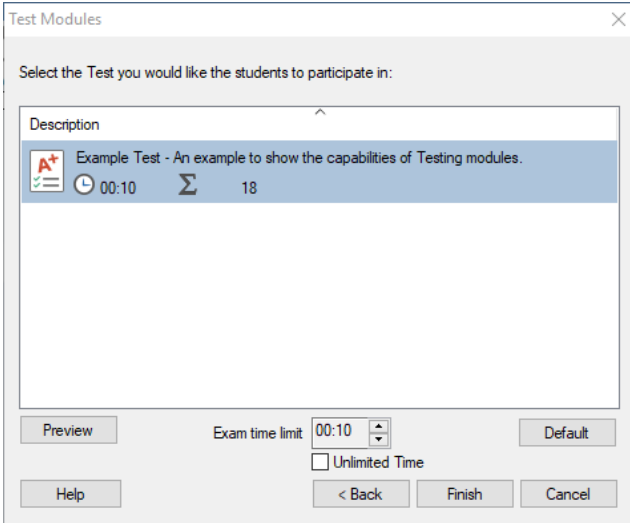 Test Modules
Select the Test you would like the students to participate in:
Description
Example Test - An example to show the capabilities of Testing modules.
00:10 Σ 18
Preview Exam time limit 00:10 Default
Unlimited Time
Help < Back Finish Cancel